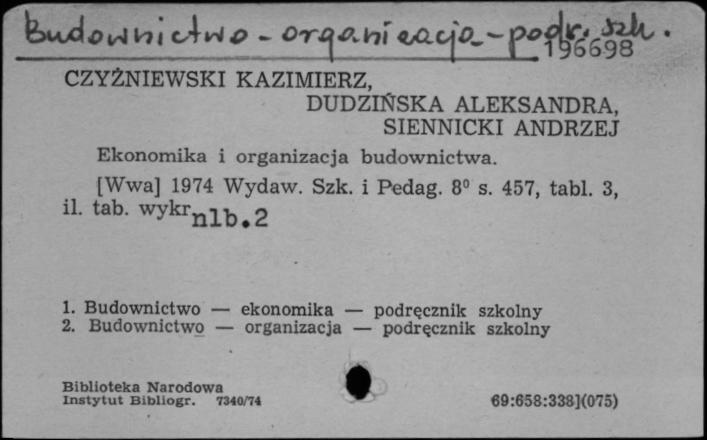 Budownictwo - organizacja - podr. szk.
196698
CZYŻNIEWSKI KAZIMIERZ,
DUDZIŃSKA ALEKSANDRA,
SIENNICKI ANDRZEJ
Ekonomika i organizacja budownictwa.
[Wwa] 1974 Wydaw. Szk. i Pedag. 8⁰ s. 457, tabl. 3,
il. tab. wykr nlb.2
1. Budownictwo — ekonomika — podręcznik szkolny
2. Budownictwo — organizacja — podręcznik szkolny
Biblioteka Narodowa
Instytut Bibliogr. 7340/74
69:658:338](075)